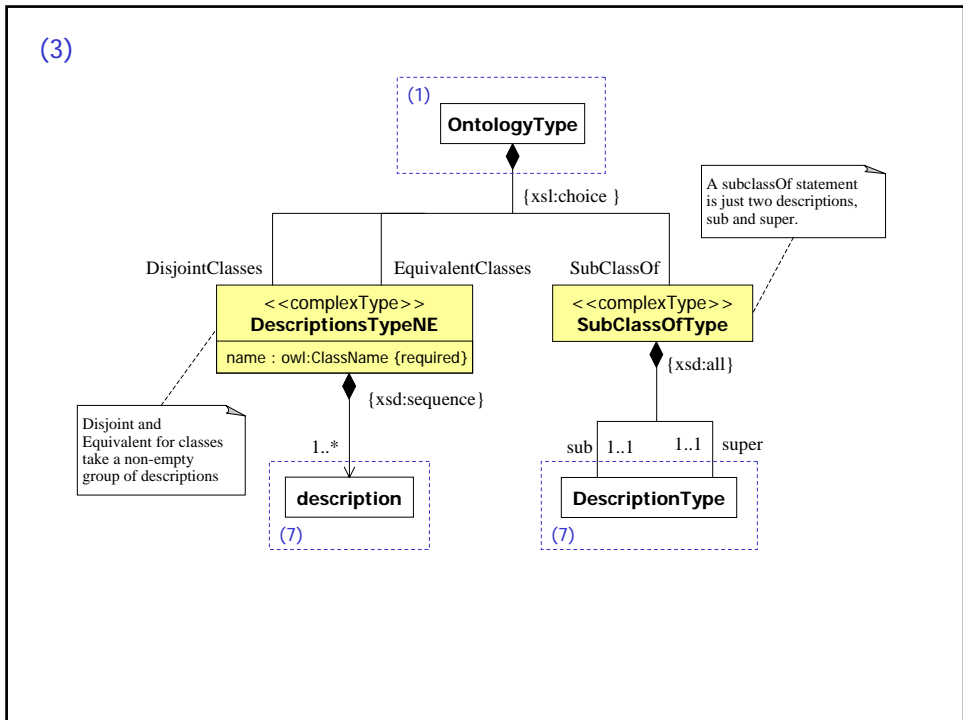 (3)
(1)
OntologyType
{xsl:choice }
A subclassOf statement
is just two descriptions,
sub and super.
DisjointClasses
EquivalentClasses
SubClassOf
<<complexType>>
DescriptionsTypeNE
name : owl:ClassName {required}
<<complexType>>
SubClassOfType
{xsd:sequence}
{xsd:all}
Disjoint and
Equivalent for classes
take a non-empty
group of descriptions
1..*
sub
1..1
1..1
super
description
(7)
DescriptionType
(7)